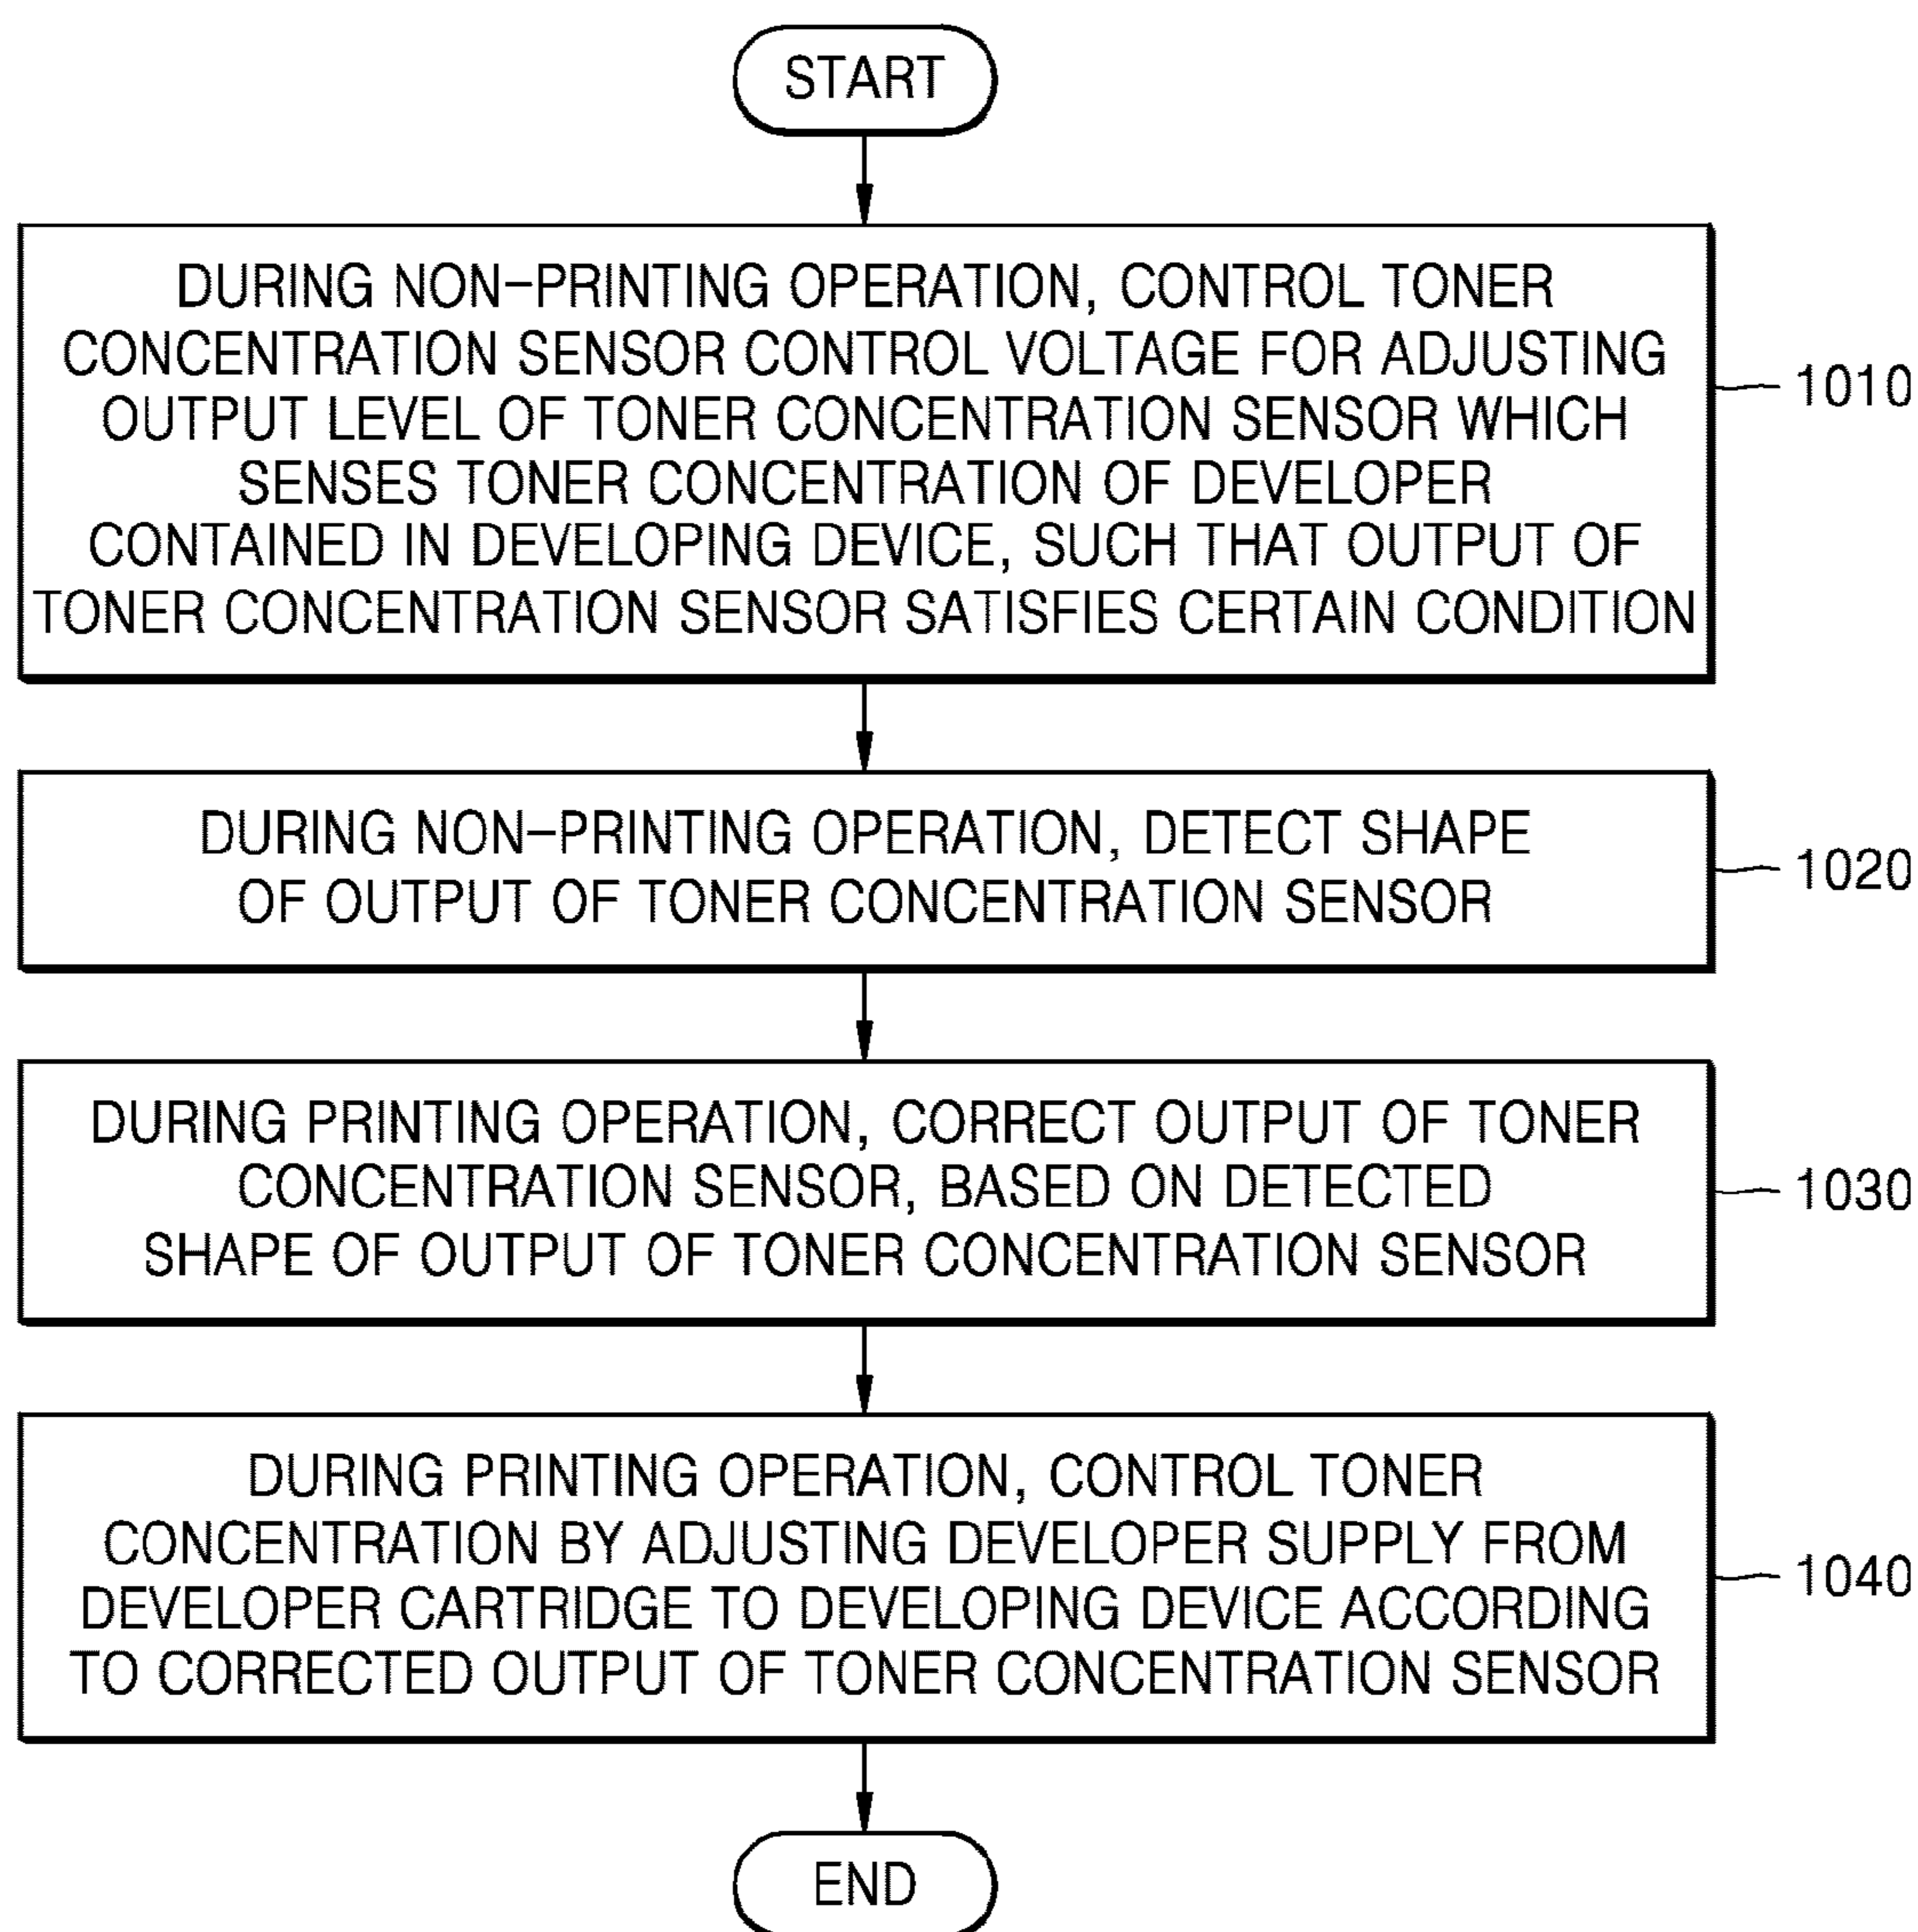 START
DURING NON-PRINTING OPERATION, CONTROL TONER
CONCENTRATION SENSOR CONTROL VOLTAGE FOR ADJUSTING
OUTPUT LEVEL OF TONER CONCENTRATION SENSOR WHICH
SENSES TONER CONCENTRATION OF DEVELOPER
CONTAINED IN DEVELOPING DEVICE, SUCH THAT OUTPUT OF
TONER CONCENTRATION SENSOR SATISFIES CERTAIN CONDITION
1010
DURING NON-PRINTING OPERATION, DETECT SHAPE
OF OUTPUT OF TONER CONCENTRATION SENSOR
1020
DURING PRINTING OPERATION, CORRECT OUTPUT OF TONER
CONCENTRATION SENSOR, BASED ON DETECTED
SHAPE OF OUTPUT OF TONER CONCENTRATION SENSOR
1030
DURING PRINTING OPERATION, CONTROL TONER
CONCENTRATION BY ADJUSTING DEVELOPER SUPPLY FROM
DEVELOPER CARTRIDGE TO DEVELOPING DEVICE ACCORDING
TO CORRECTED OUTPUT OF TONER CONCENTRATION SENSOR
1040
END